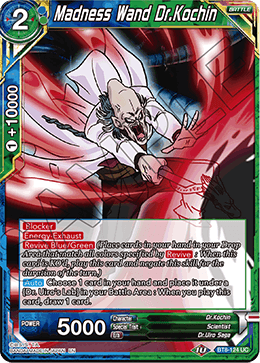 2
Madness Wand Dr.Kochin
BATTLE
+10000
Blocker
Energy-Exhaust
Revive Blue/Green (Place cards in your hand in your Drop
Area that match all colors specified by Revive : When this
card is KO'd, play this card and negate this skill for the
duration of the turn.)
Auto Choose 1 card in your hand and place it under a
{Dr. Uiro's Lab} in your Battle Area : When you play this
card, draw 1 card.
POWER
5000
Character
Dr.Kochin
Special Trait
Scientist
Era
Dr.Uiro Saga
BT8-124 UC